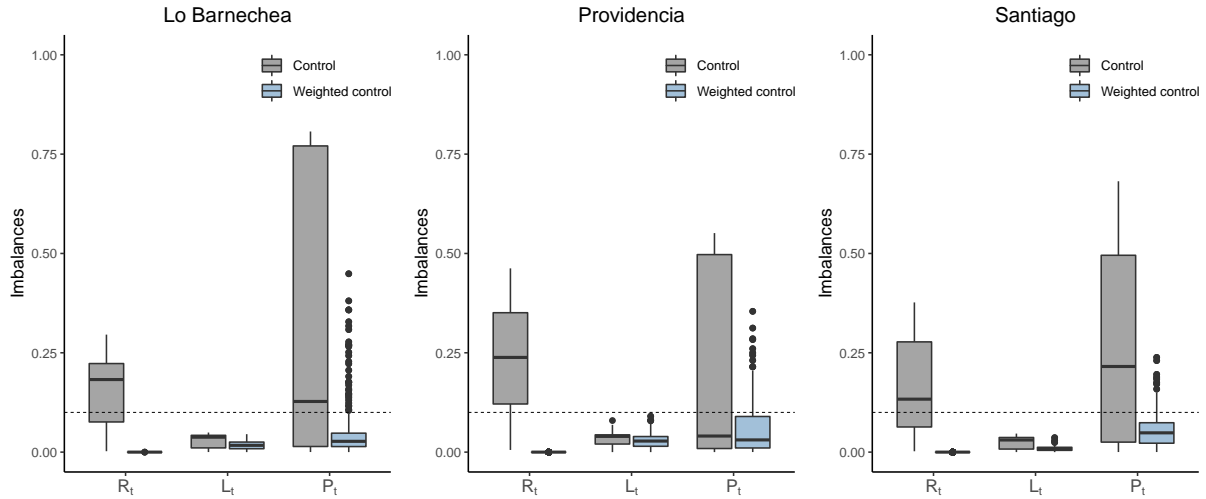 Lo Barnechea
Imbalances
1.00
0.75
0.50
0.25
0.00
Control
Weighted control
Rt
Lt
Pt
Providencia
Imbalances
1.00
0.75
0.50
0.25
0.00
Control
Weighted control
Rt
Lt
Pt
Santiago
Imbalances
1.00
0.75
0.50
0.25
0.00
Control
Weighted control
Rt
Lt
Pt